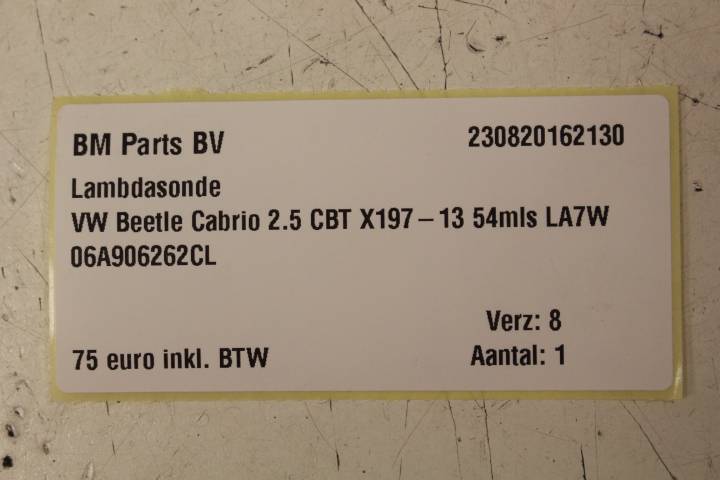 BM Parts BV 230820162130
Lambdasonde
VW Beetle Cabrio 2.5 CBT X197 – 13 54mls LA7W
06A906262CL
Verz: 8
75 euro inkl. BTW Aantal: 1